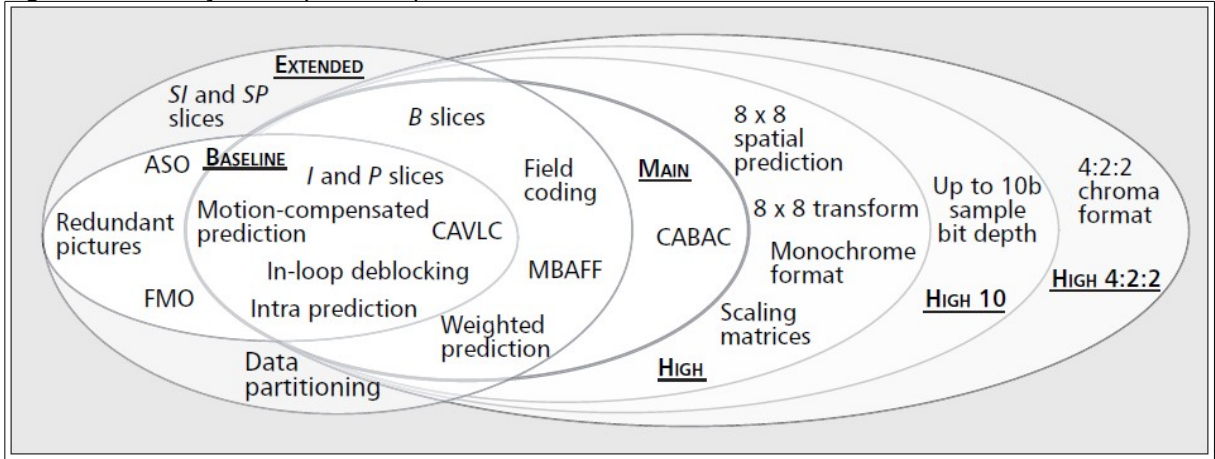 EXTENDED
SI and SP
slices
B slices
8 x 8
spatial
prediction
ASO
BASELINE
I and P slices
Field
coding
MAIN
4:2:2
chroma
format
Redundant
pictures
Motion-compensated
prediction
CAVLC
CABAC
8 x 8 transform
Up to 10b
sample
bit depth
In-loop deblocking
MBAFF
Monochrome
format
FMO
Intra prediction
HIGH 10
HIGH 4:2:2
Weighted
prediction
Scaling
matrices
Data
partitioning
HIGH